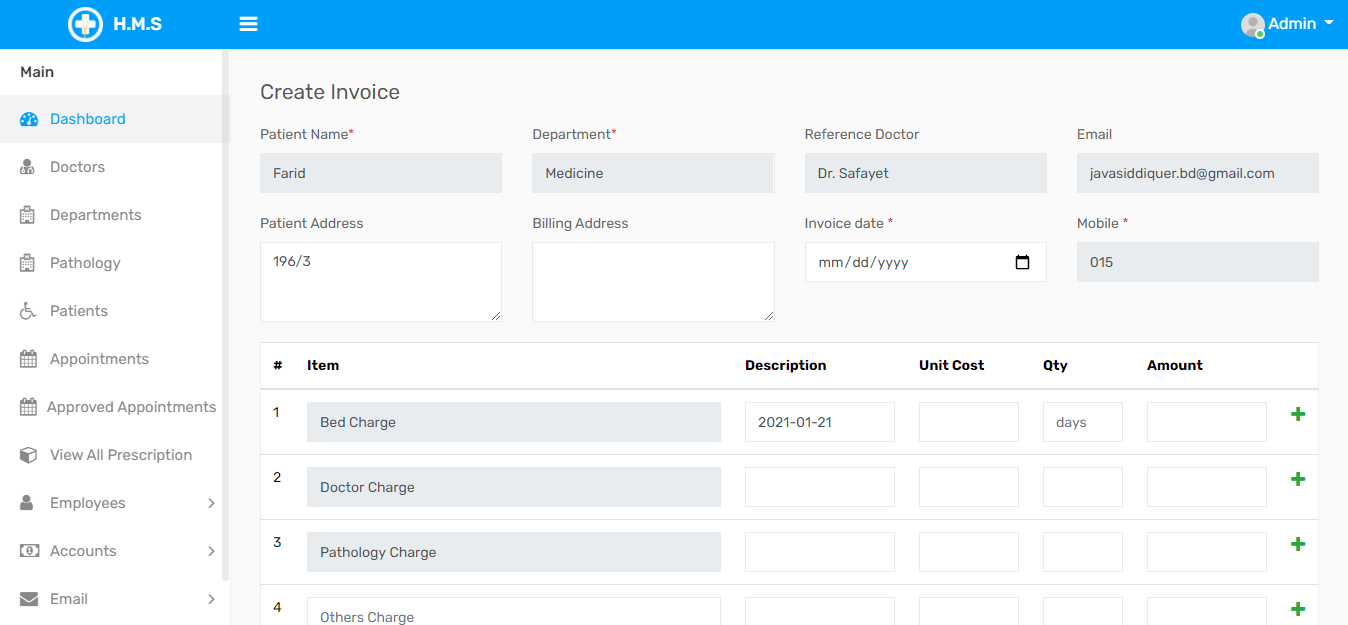 H.M.S
Admin
Main
Dashboard
Doctors
Departments
Pathology
Patients
Appointments
Approved Appointments
View All Prescription
Employees
Accounts
Email
Create Invoice
Patient Name* Department* Reference Doctor Email
Farid Medicine Dr. Safayet javasiddiquer.bd@gmail.com
Patient Address Billing Address Invoice date * Mobile *
196/3 mm/dd/yyyy 015
# Item Description Unit Cost Qty Amount
1 Bed Charge 2021-01-21 days
2 Doctor Charge
3 Pathology Charge
4 Others Charge